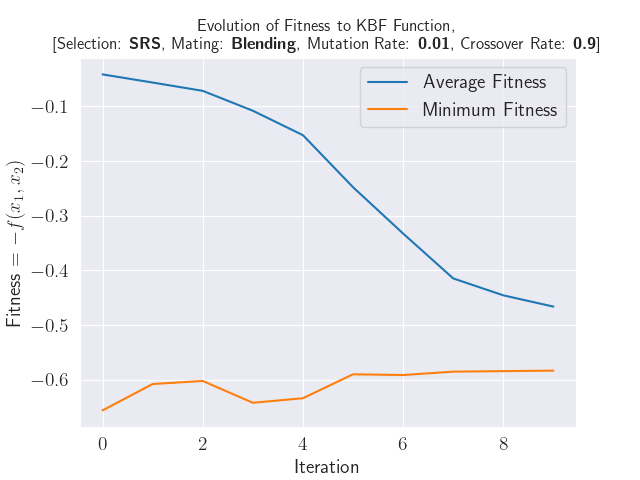 Evolution of Fitness to KBF Function,
[Selection: SRS, Mating: Blending, Mutation Rate: 0.01, Crossover Rate: 0.9]
Average Fitness
Minimum Fitness
Fitness = −f(x₁, x₂)
−0.1
−0.2
−0.3
−0.4
−0.5
−0.6
0 2 4 6 8
Iteration